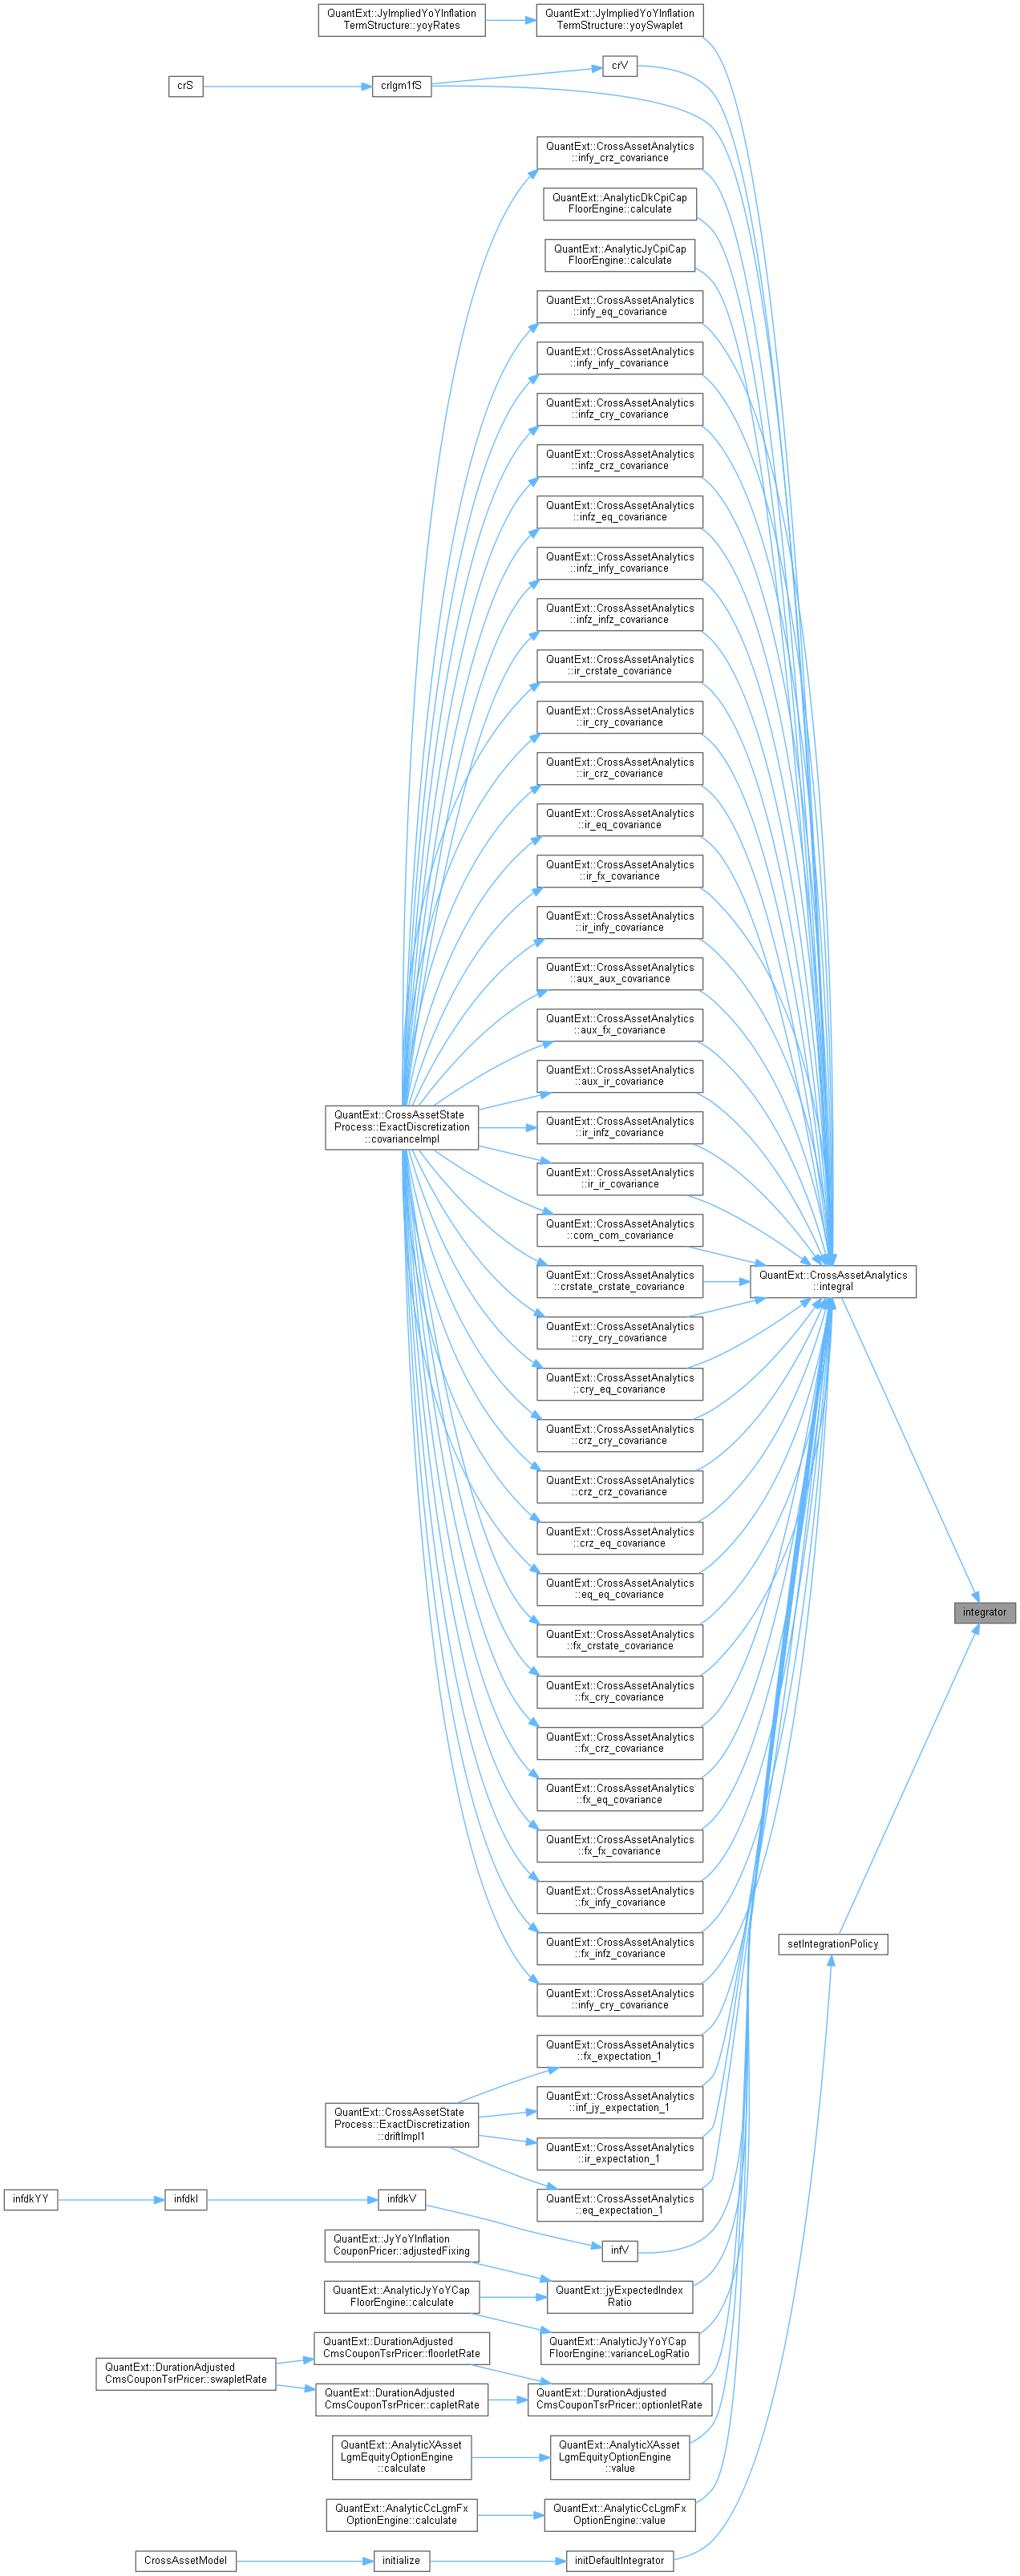 QuantExt::JyImpliedYoYInflation
TermStructure::yoyRates
QuantExt::JyImpliedYoYInflation
TermStructure::yoySwaplet
crV
crS
crlgm1fS
QuantExt::CrossAssetAnalytics
::infy_crz_covariance
QuantExt::AnalyticDkCpiCap
FloorEngine::calculate
QuantExt::AnalyticJyCpiCap
FloorEngine::calculate
QuantExt::CrossAssetAnalytics
::infy_eq_covariance
QuantExt::CrossAssetAnalytics
::infy_infy_covariance
QuantExt::CrossAssetAnalytics
::infz_cry_covariance
QuantExt::CrossAssetAnalytics
::infz_crz_covariance
QuantExt::CrossAssetAnalytics
::infz_eq_covariance
QuantExt::CrossAssetAnalytics
::infz_infy_covariance
QuantExt::CrossAssetAnalytics
::infz_infz_covariance
QuantExt::CrossAssetAnalytics
::ir_crstate_covariance
QuantExt::CrossAssetAnalytics
::ir_cry_covariance
QuantExt::CrossAssetAnalytics
::ir_crz_covariance
QuantExt::CrossAssetAnalytics
::ir_eq_covariance
QuantExt::CrossAssetAnalytics
::ir_fx_covariance
QuantExt::CrossAssetAnalytics
::ir_infy_covariance
QuantExt::CrossAssetAnalytics
::aux_aux_covariance
QuantExt::CrossAssetAnalytics
::aux_fx_covariance
QuantExt::CrossAssetAnalytics
::aux_ir_covariance
QuantExt::CrossAssetState
Process::ExactDiscretization
::covarianceImpl
QuantExt::CrossAssetAnalytics
::ir_infz_covariance
QuantExt::CrossAssetAnalytics
::ir_ir_covariance
QuantExt::CrossAssetAnalytics
::com_com_covariance
QuantExt::CrossAssetAnalytics
::crstate_crstate_covariance
QuantExt::CrossAssetAnalytics
::integral
QuantExt::CrossAssetAnalytics
::cry_cry_covariance
QuantExt::CrossAssetAnalytics
::cry_eq_covariance
QuantExt::CrossAssetAnalytics
::crz_cry_covariance
QuantExt::CrossAssetAnalytics
::crz_crz_covariance
QuantExt::CrossAssetAnalytics
::crz_eq_covariance
QuantExt::CrossAssetAnalytics
::eq_eq_covariance
integrator
QuantExt::CrossAssetAnalytics
::fx_crstate_covariance
QuantExt::CrossAssetAnalytics
::fx_cry_covariance
QuantExt::CrossAssetAnalytics
::fx_crz_covariance
QuantExt::CrossAssetAnalytics
::fx_eq_covariance
QuantExt::CrossAssetAnalytics
::fx_fx_covariance
QuantExt::CrossAssetAnalytics
::fx_infy_covariance
QuantExt::CrossAssetAnalytics
::fx_infz_covariance
setIntegrationPolicy
QuantExt::CrossAssetAnalytics
::infy_cry_covariance
QuantExt::CrossAssetAnalytics
::fx_expectation_1
QuantExt::CrossAssetAnalytics
::inf_jy_expectation_1
QuantExt::CrossAssetState
Process::ExactDiscretization
::driftImpl1
QuantExt::CrossAssetAnalytics
::ir_expectation_1
QuantExt::CrossAssetAnalytics
::eq_expectation_1
infdkYY
infdkI
infdkV
infV
QuantExt::JyYoYInflation
CouponPricer::adjustedFixing
QuantExt::AnalyticJyYoYCap
FloorEngine::calculate
QuantExt::jyExpectedIndex
Ratio
QuantExt::AnalyticJyYoYCap
FloorEngine::varianceLogRatio
QuantExt::DurationAdjusted
CmsCouponTsrPricer::floorletRate
QuantExt::DurationAdjusted
CmsCouponTsrPricer::swapletRate
QuantExt::DurationAdjusted
CmsCouponTsrPricer::capletRate
QuantExt::DurationAdjusted
CmsCouponTsrPricer::optionletRate
QuantExt::AnalyticXAsset
LgmEquityOptionEngine
::calculate
QuantExt::AnalyticXAsset
LgmEquityOptionEngine
::value
QuantExt::AnalyticCcLgmFx
OptionEngine::calculate
QuantExt::AnalyticCcLgmFx
OptionEngine::value
CrossAssetModel
initialize
initDefaultIntegrator